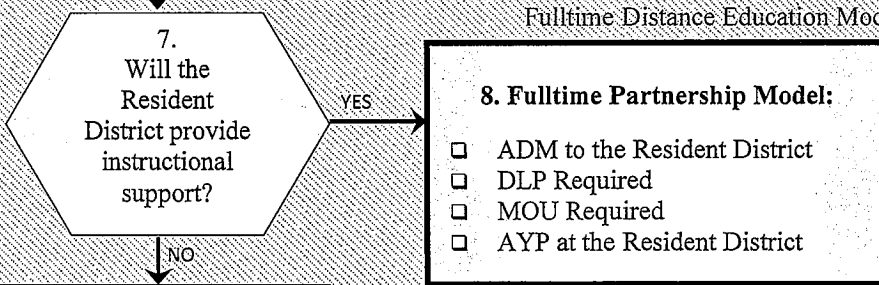 Fulltime Distance Education
7.
Will the
Resident
District provide
instructional
support?
YES
NO
8. Fulltime Partnership Model:
ADM to the Resident District
DLP Required
MOU Required
AYP at the Resident District